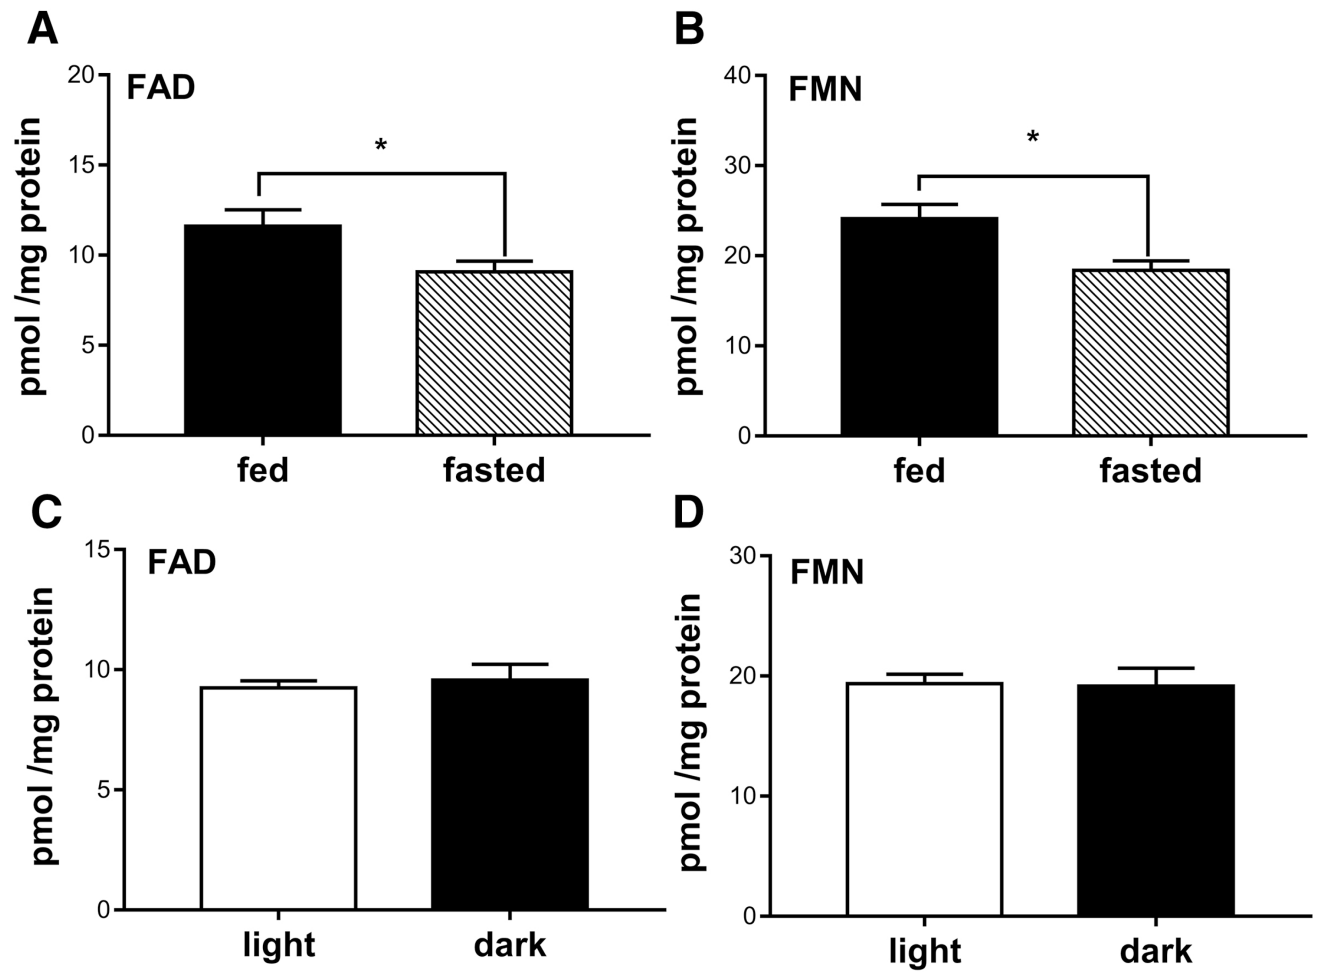 A
FAD
*
20
15
10
5
0
pmol /mg protein
fed
fasted
B
FMN
*
40
30
20
10
0
pmol /mg protein
fed
fasted
C
FAD
15
10
5
0
pmol /mg protein
light
dark
D
FMN
30
20
10
0
pmol /mg protein
light
dark